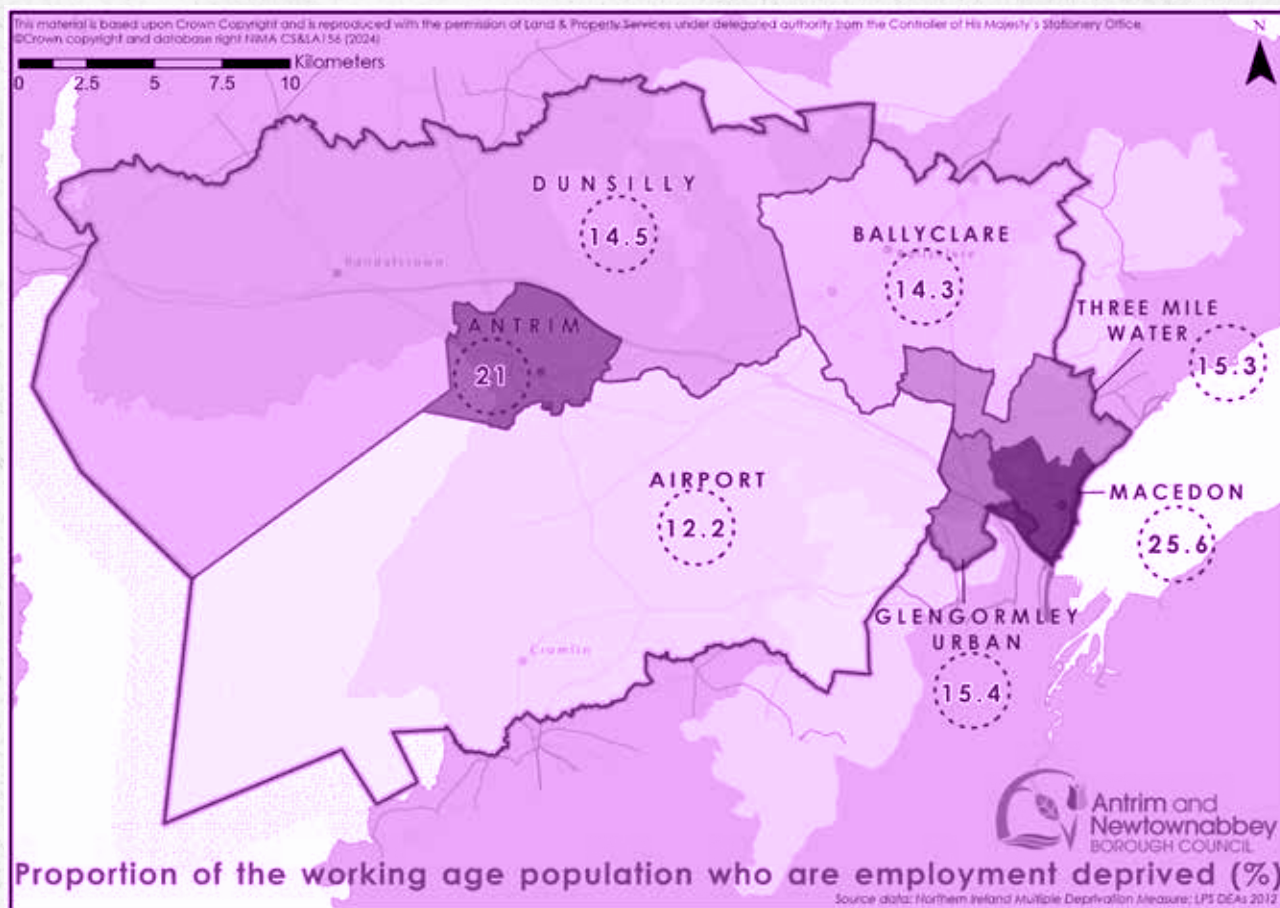 This material is based upon Crown Copyright and is reproduced with the permission of Land & Property Services under delegated authority from the Controller of His Majesty's Stationery Office,
©Crown copyright and database right NIMA CS&LA156 (2024)
N
Kilometers
0 2.5 5 7.5 10
DUNSILLY
14.5
BALLYCLARE
Ballyclare
14.3
Randalstown
THREE MILE
WATER
15.3
ANTRIM
21
AIRPORT
12.2
MACEDON
25.6
GLENGORMLEY
URBAN
15.4
Crumlin
Antrim and
Newtownabbey
BOROUGH COUNCIL
Proportion of the working age population who are employment deprived (%)
Source data: Northern Ireland Multiple Deprivation Measure; LPS DEAs 2012